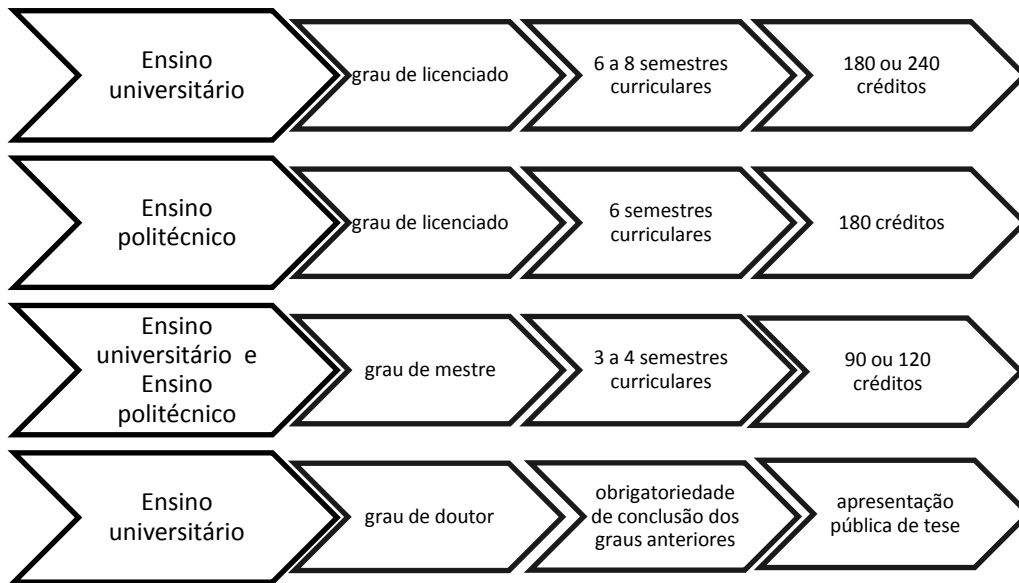 Ensino
universitário
grau de licenciado
6 a 8 semestres
curriculares
180 ou 240
créditos
Ensino
politécnico
grau de licenciado
6 semestres
curriculares
180 créditos
Ensino
universitário e
Ensino
politécnico
grau de mestre
3 a 4 semestres
curriculares
90 ou 120
créditos
Ensino
universitário
grau de doutor
obrigatoriedade
de conclusão dos
graus anteriores
apresentação
pública de tese